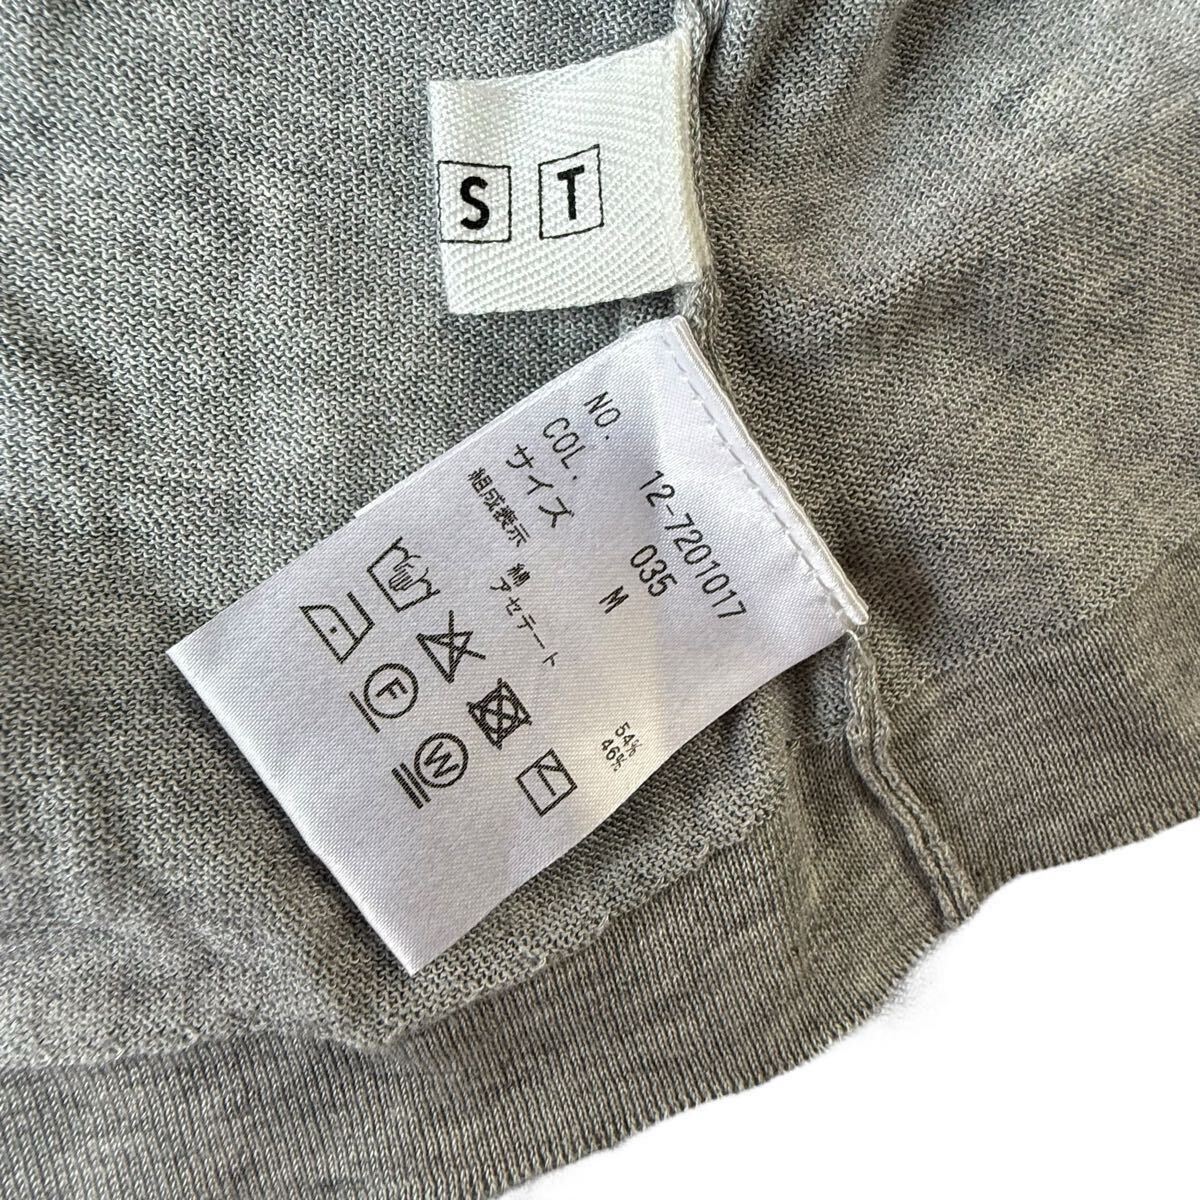 S T
NO. 12-7201017
COL. 035
サイズ M
組成表示 綿 54%
アセテート 46%
F
W